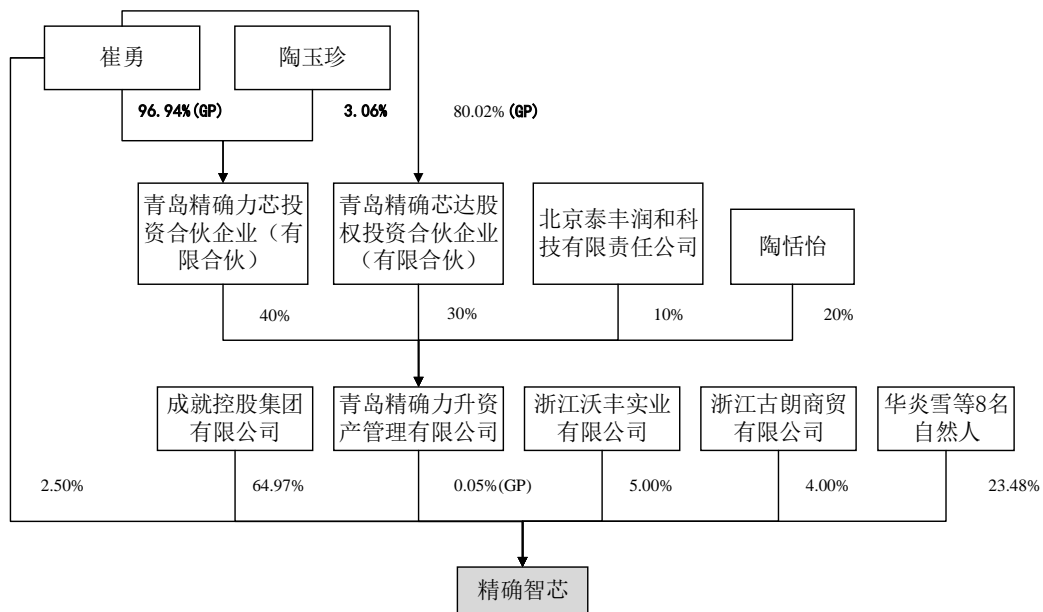 崔勇
陶玉珍
96.94%(GP)
3.06%
80.02% (GP)
青岛精确力芯投
资合伙企业（有
限合伙）
青岛精确芯达股
权投资合伙企业
（有限合伙）
北京泰丰润和科
技有限责任公司
陶恬怡
40%
30%
10%
20%
成就控股集团
有限公司
青岛精确力升资
产管理有限公司
浙江沃丰实业
有限公司
浙江古朗商贸
有限公司
华炎雪等8名
自然人
2.50%
64.97%
0.05%(GP)
5.00%
4.00%
23.48%
精确智芯